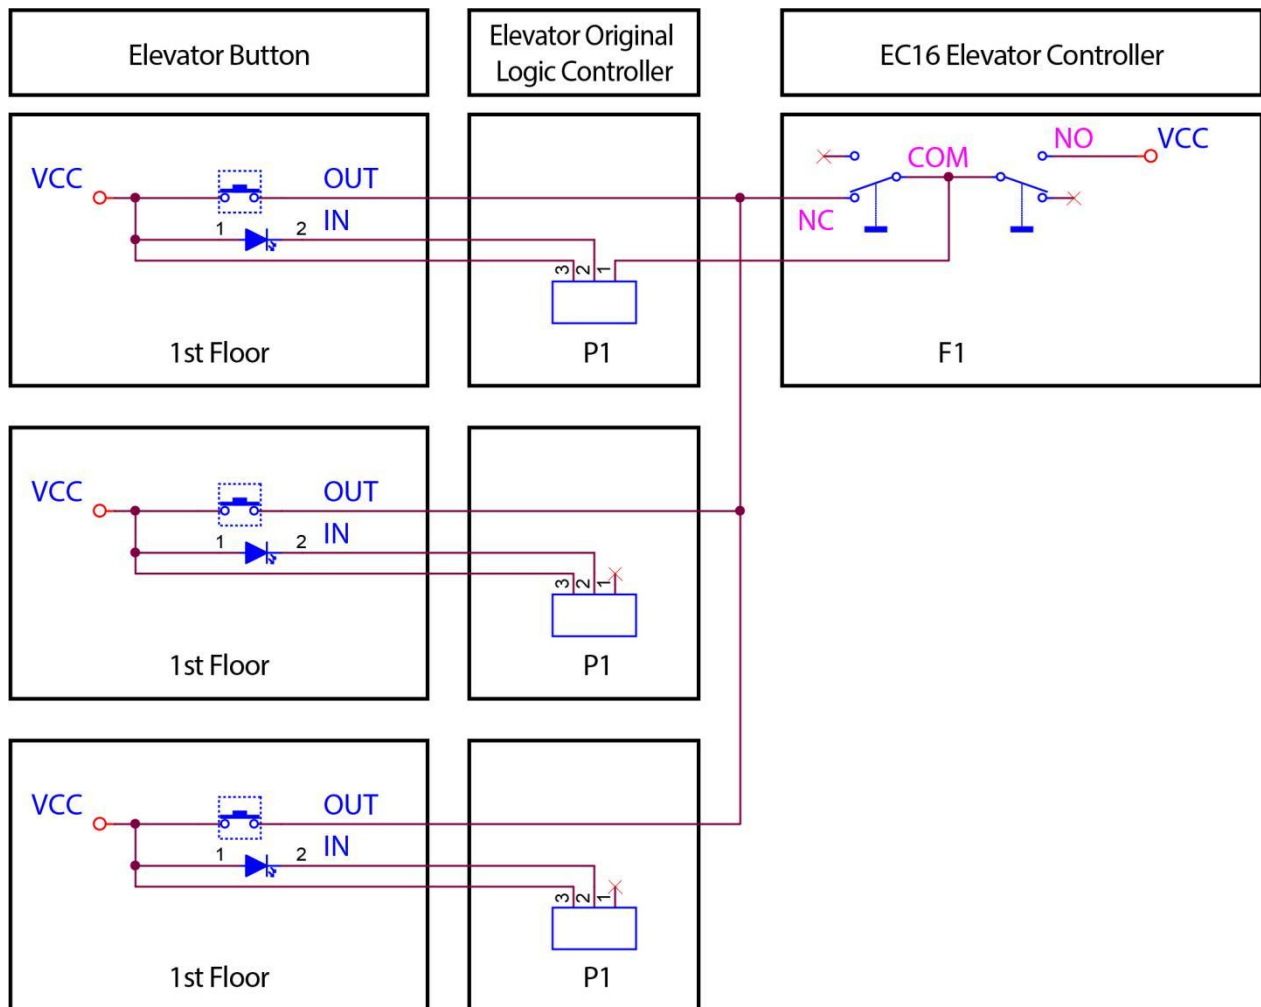 Elevator Button
Elevator Original
Logic Controller
EC16 Elevator Controller
VCC
OUT
IN
1
2
3
2
1
1st Floor
P1
COM
NO
VCC
NC
F1
VCC
OUT
IN
1
2
3
2
1
1st Floor
P1
VCC
OUT
IN
1
2
3
2
1
1st Floor
P1